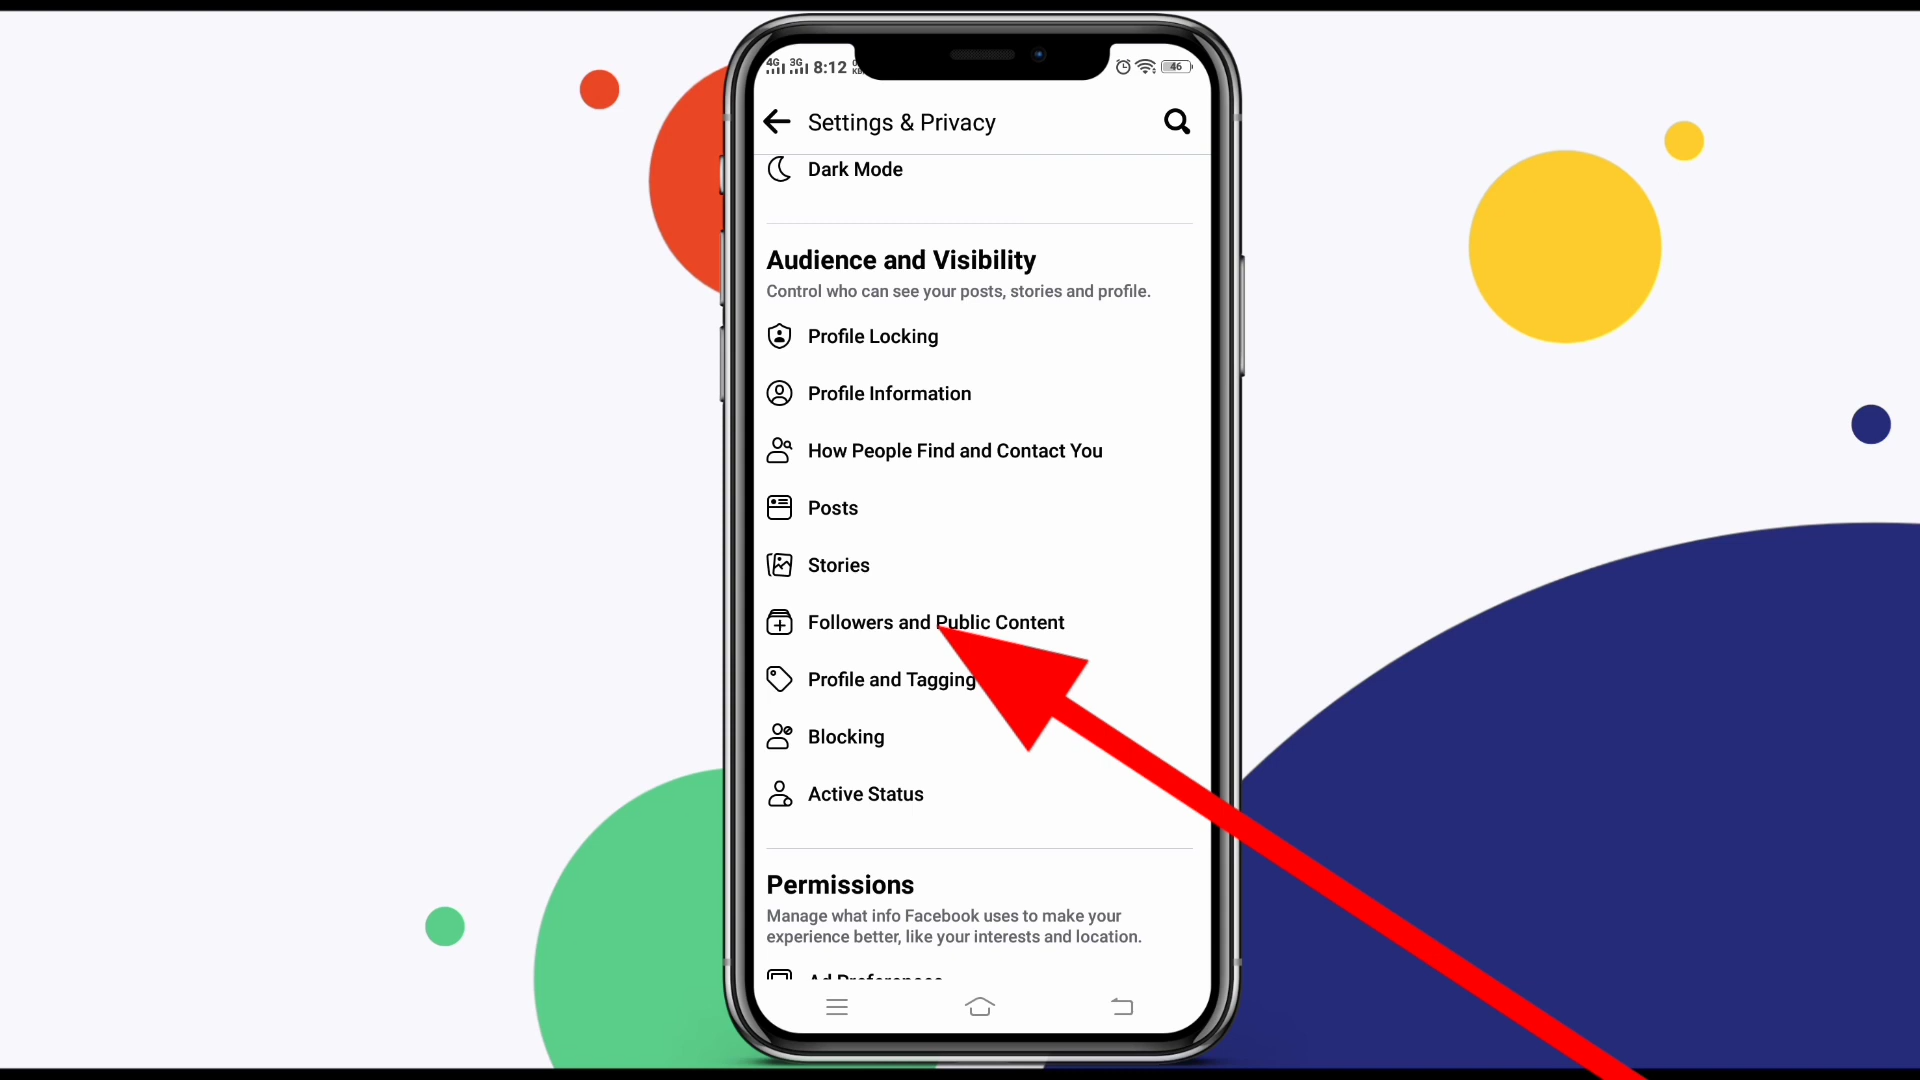 4G 3G 8:12
46
Settings & Privacy
Dark Mode
Audience and Visibility
Control who can see your posts, stories and profile.
Profile Locking
Profile Information
How People Find and Contact You
Posts
Stories
Followers and Public Content
Profile and Tagging
Blocking
Active Status
Permissions
Manage what info Facebook uses to make your
experience better, like your interests and location.
Ad Preferences